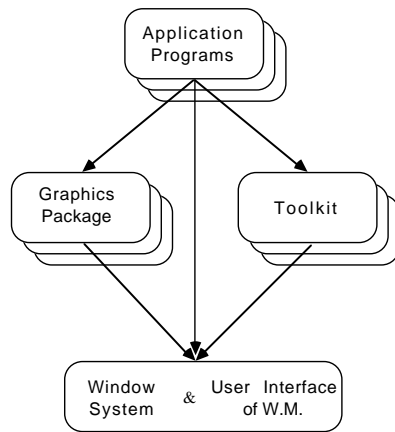 Application
Programs
Graphics
Package
Toolkit
Window & User Interface
System of W.M.